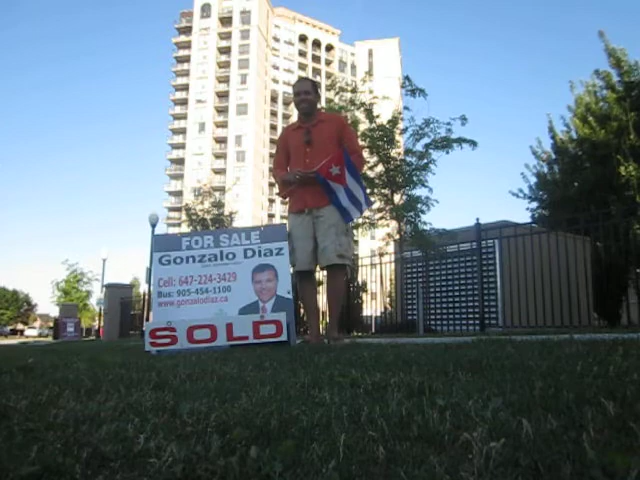 FOR SALE
Gonzalo Diaz
Cell: 647-224-3429
Bus: 905-454-1100
www.gonzalodiaz.ca
SOLD